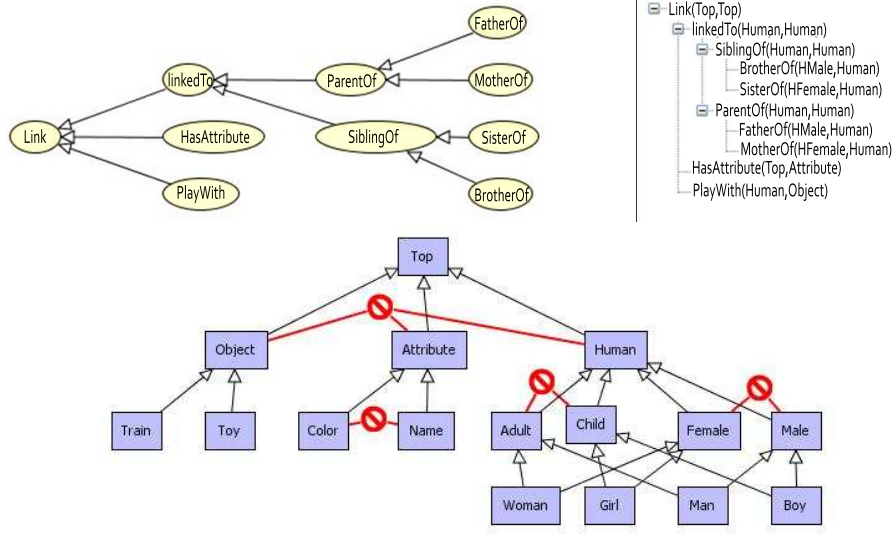 FatherOf
linkedTo
ParentOf
MotherOf
Link
HasAttribute
SiblingOf
SisterOf
PlayWith
BrotherOf
Link(Top,Top)
linkedTo(Human,Human)
SiblingOf(Human,Human)
BrotherOf(HMale,Human)
SisterOf(HFemale,Human)
ParentOf(Human,Human)
FatherOf(HMale,Human)
MotherOf(HFemale,Human)
HasAttribute(Top,Attribute)
PlayWith(Human,Object)
Top
Object
Attribute
Human
Train
Toy
Color
Name
Adult
Child
Female
Male
Woman
Girl
Man
Boy